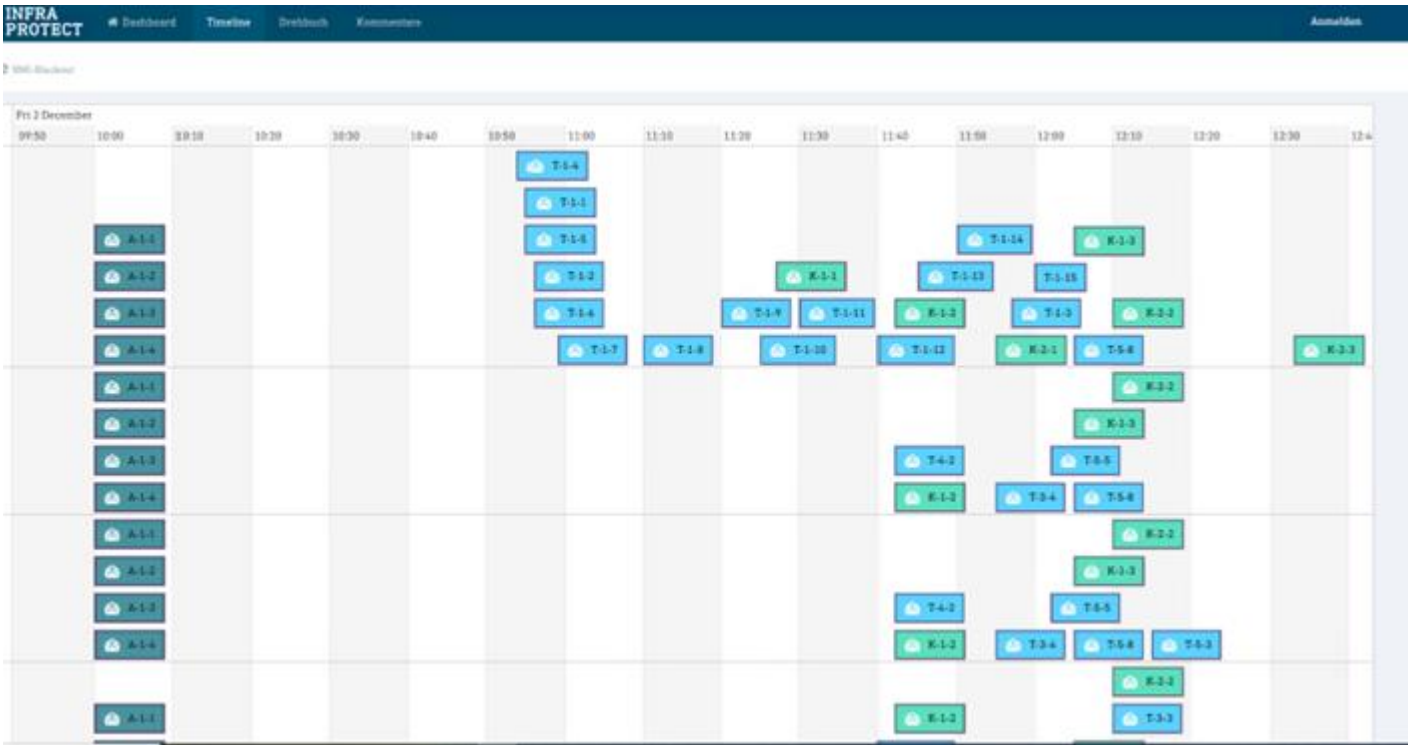 INFRA
PROTECT
Dashboard Timeline Drehbuch Kommentare Anmelden
Fri 2 December
09:50 10:00 10:10 10:20 10:30 10:40 10:50 11:00 11:10 11:20 11:30 11:40 11:50 12:00 12:10 12:20 12:30 12:4
T-1-4
T-1-1
A-1-1 T-1-5 T-1-14 K-1-3
A-1-2 T-1-2 K-1-1 T-1-13 T-1-15
A-1-3 T-1-9 T-1-11 K-1-2 T-1-3 K-2-2
A-1-4 T-1-7 T-1-8 T-1-10 T-1-12 K-2-1 T-5-8 K-2-3
A-1-1 K-2-2
A-1-2 K-1-3
A-1-3 T-4-2 T-5-5
A-1-4 K-1-2 T-3-4 T-5-8
A-1-1 K-2-2
A-1-2 K-1-3
A-1-3 T-4-2 T-5-5
A-1-4 K-1-2 T-3-4 T-5-8 T-5-3
K-2-2
A-1-1 K-1-2 T-3-3